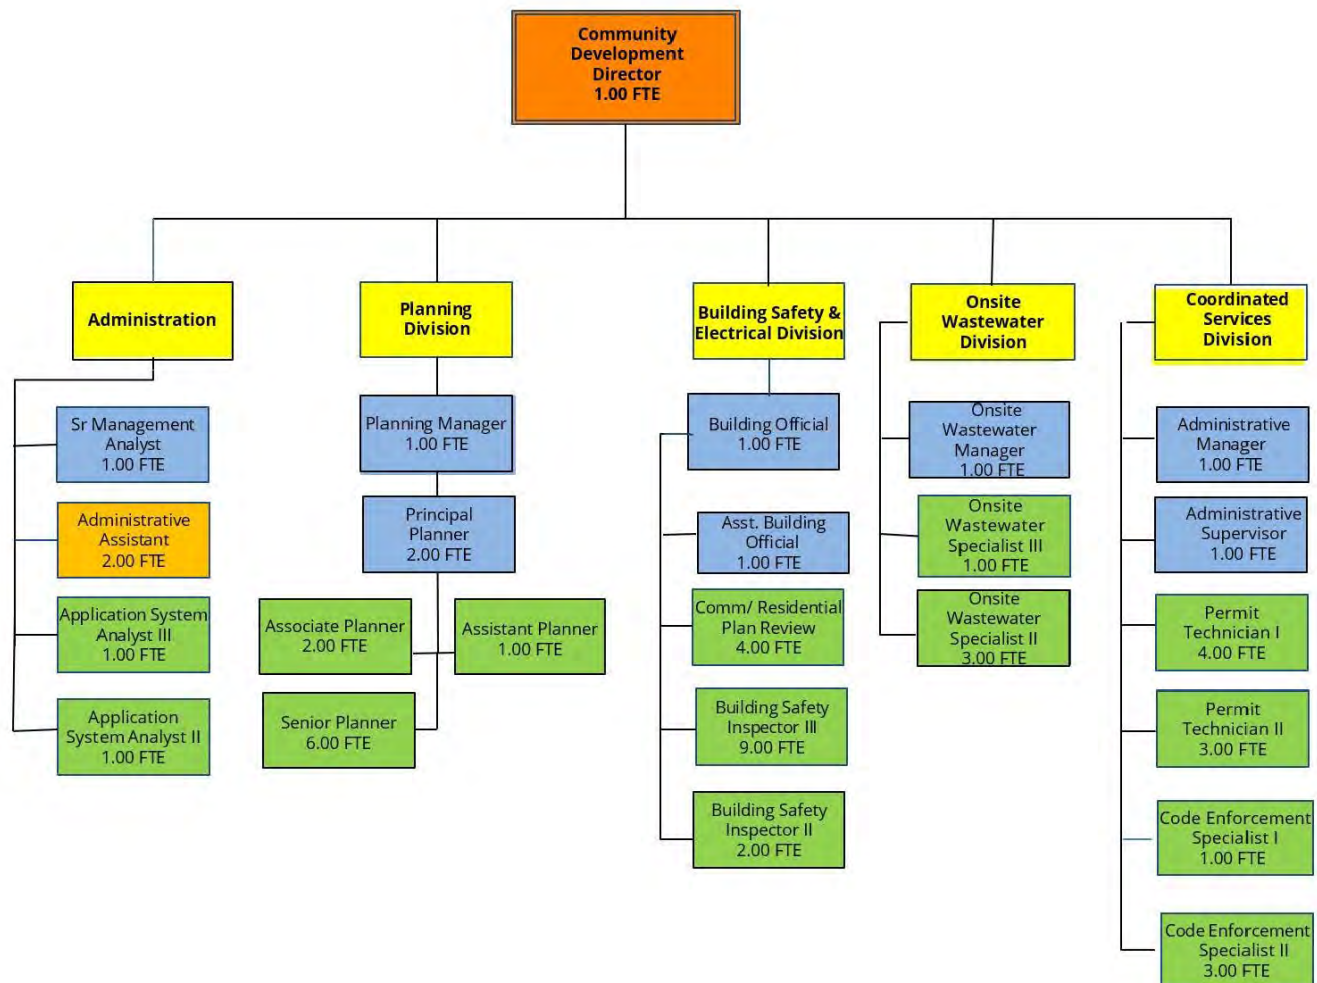 Community
Development
Director
1.00 FTE
Administration
Planning
Division
Building Safety &
Electrical Division
Onsite
Wastewater
Division
Coordinated
Services
Division
Sr Management
Analyst
1.00 FTE
Administrative
Assistant
2.00 FTE
Application System
Analyst III
1.00 FTE
Application
System Analyst II
1.00 FTE
Planning Manager
1.00 FTE
Principal
Planner
2.00 FTE
Associate Planner
2.00 FTE
Assistant Planner
1.00 FTE
Senior Planner
6.00 FTE
Building Official
1.00 FTE
Asst. Building
Official
1.00 FTE
Comm/ Residential
Plan Review
4.00 FTE
Building Safety
Inspector III
9.00 FTE
Building Safety
Inspector II
2.00 FTE
Onsite
Wastewater
Manager
1.00 FTE
Onsite
Wastewater
Specialist III
1.00 FTE
Onsite
Wastewater
Specialist II
3.00 FTE
Administrative
Manager
1.00 FTE
Administrative
Supervisor
1.00 FTE
Permit
Technician I
4.00 FTE
Permit
Technician II
3.00 FTE
Code Enforcement
Specialist I
1.00 FTE
Code Enforcement
Specialist II
3.00 FTE